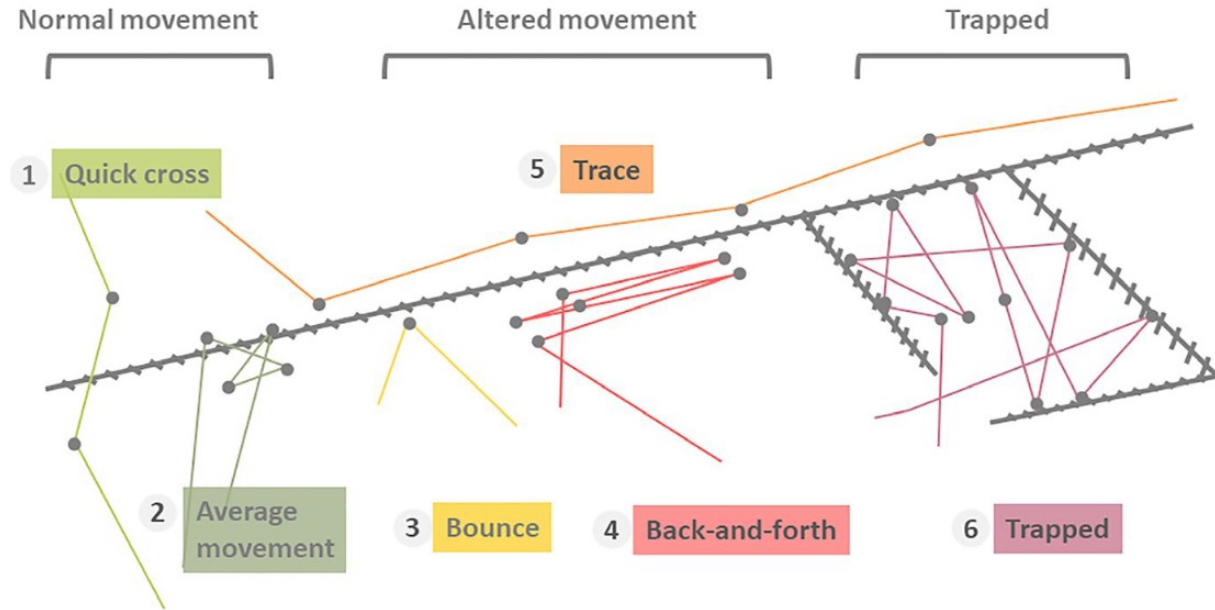 Normal movement
Altered movement
Trapped
1 Quick cross
5 Trace
2 Average
movement
3 Bounce
4 Back-and-forth
6 Trapped